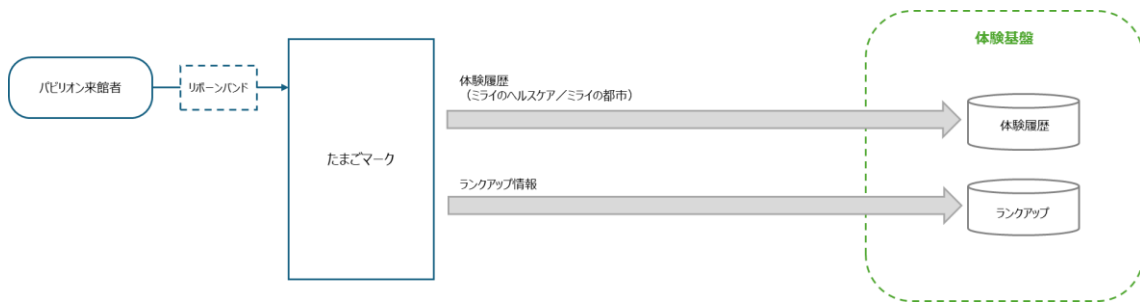 体験基盤
パビリオン来館者
リボーンバンド
たまごマーク
体験履歴
（ミライのヘルスケア／ミライの都市）
体験履歴
ランクアップ情報
ランクアップ